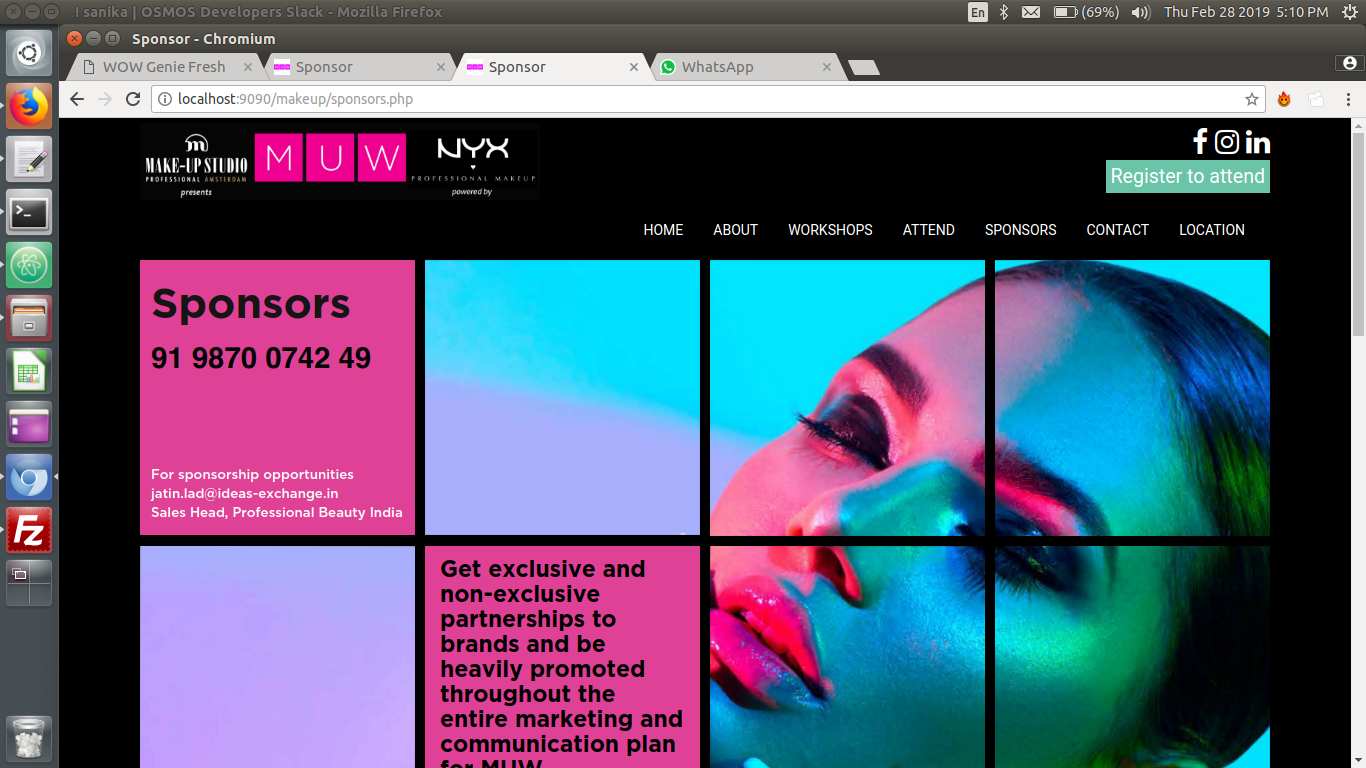 ! sanika | OSMOS Developers Slack - Mozilla Firefox
En
(69%)
Thu Feb 28 2019 5:10 PM
Sponsor - Chromium
WOW Genie Fresh
Sponsor
Sponsor
WhatsApp
localhost:9090/makeup/sponsors.php
m
MAKE-UP STUDIO
PROFESSIONAL AMSTERDAM
presents
M U W
NYX
PROFESSIONAL MAKEUP
powered by
Register to attend
HOME ABOUT WORKSHOPS ATTEND SPONSORS CONTACT LOCATION
Sponsors
91 9870 0742 49
For sponsorship opportunities
jatin.lad@ideas-exchange.in
Sales Head, Professional Beauty India
Get exclusive and
non-exclusive
partnerships to
brands and be
heavily promoted
throughout the
entire marketing and
communication plan
for MUW
Fz